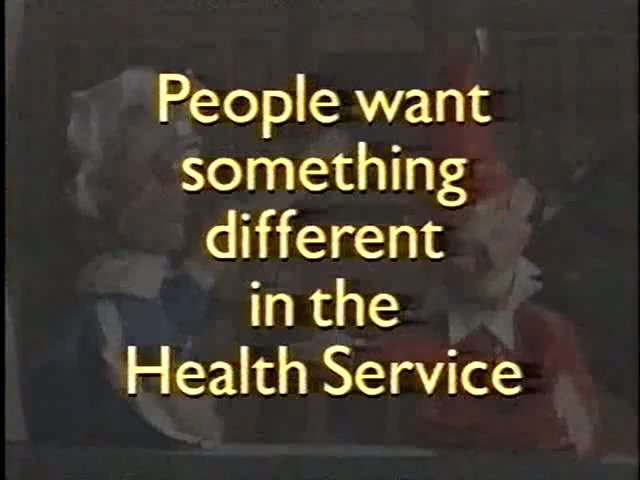 People want
something
different
in the
Health Service